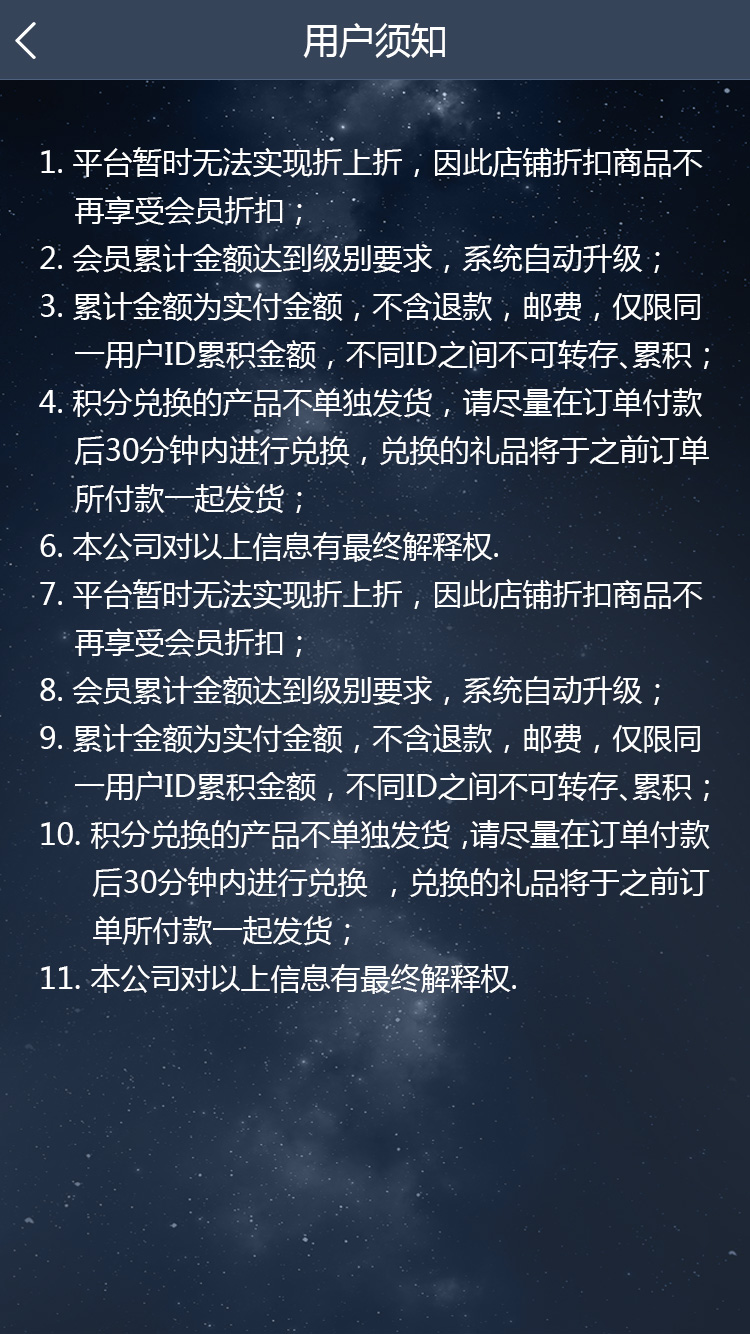 用户须知
1. 平台暂时无法实现折上折，因此店铺折扣商品不
再享受会员折扣；
2. 会员累计金额达到级别要求，系统自动升级；
3. 累计金额为实付金额，不含退款，邮费，仅限同
一用户ID累积金额，不同ID之间不可转存、累积；
4. 积分兑换的产品不单独发货，请尽量在订单付款
后30分钟内进行兑换，兑换的礼品将于之前订单
所付款一起发货；
6. 本公司对以上信息有最终解释权.
7. 平台暂时无法实现折上折，因此店铺折扣商品不
再享受会员折扣；
8. 会员累计金额达到级别要求，系统自动升级；
9. 累计金额为实付金额，不含退款，邮费，仅限同
一用户ID累积金额，不同ID之间不可转存、累积；
10. 积分兑换的产品不单独发货 ,请尽量在订单付款
后30分钟内进行兑换 ，兑换的礼品将于之前订
单所付款一起发货；
11. 本公司对以上信息有最终解释权.